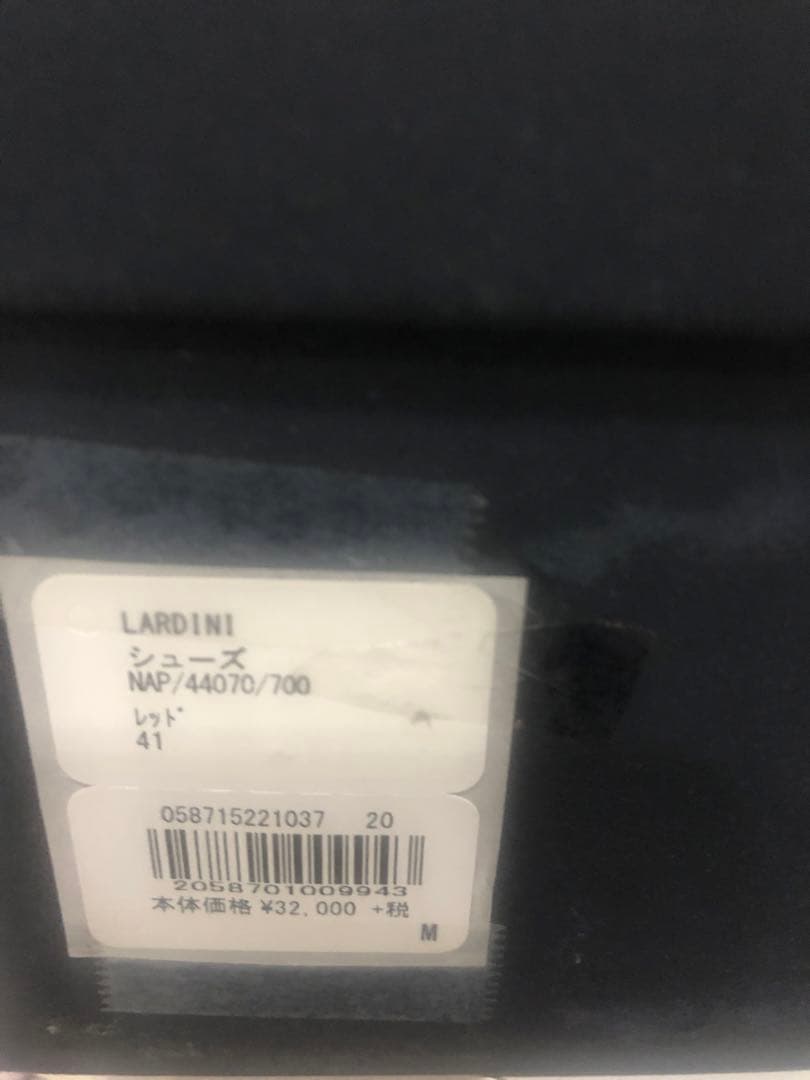 LARDINI
シューズ
NAP/44070/700
ﾚｯﾄﾞ
41
058715221037 20
2058701009943
本体価格 ¥32,000 +税
M